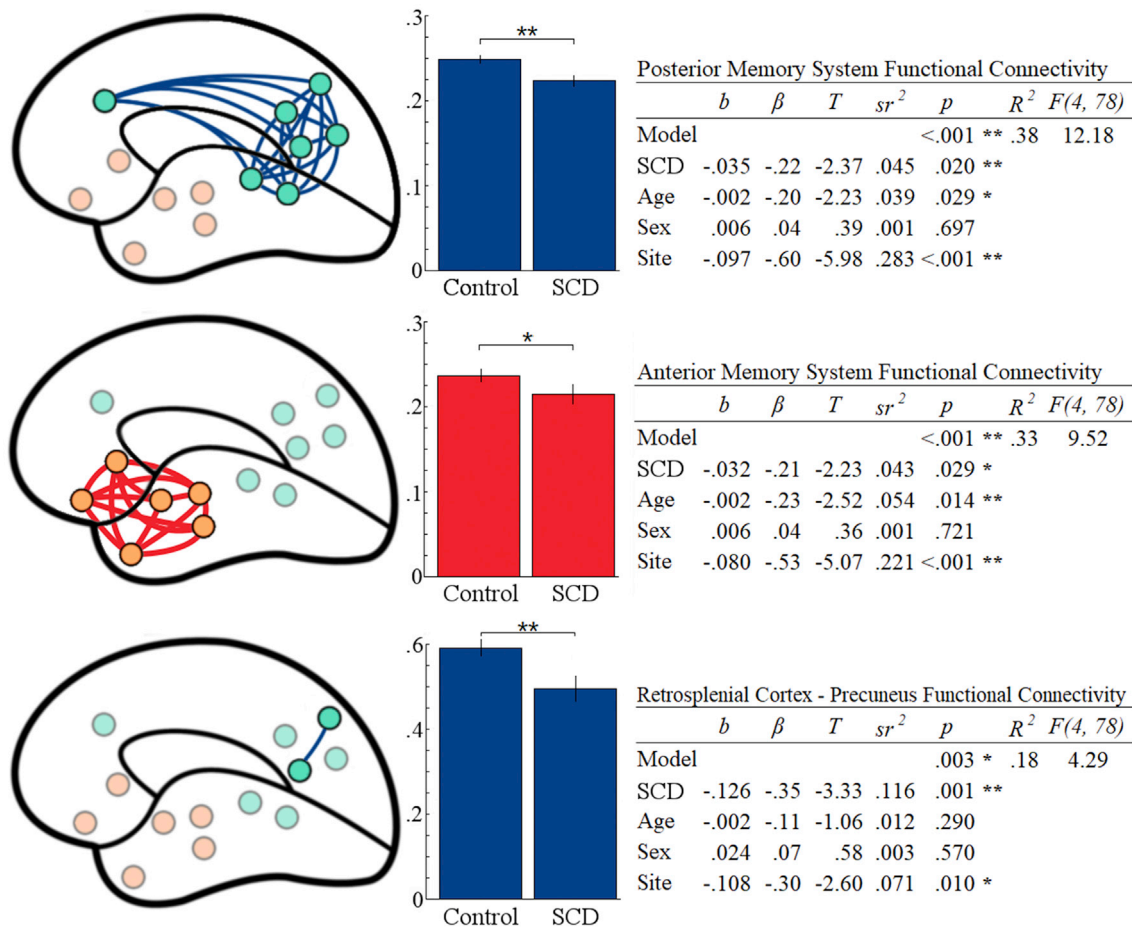 .3
.2
.1
0
**
Control SCD
Posterior Memory System Functional Connectivity
b β T sr² p R² F(4, 78)
Model <.001 ** .38 12.18
SCD -.035 -.22 -2.37 .045 .020 **
Age -.002 -.20 -2.23 .039 .029 *
Sex .006 .04 .39 .001 .697
Site -.097 -.60 -5.98 .283 <.001 **
.3
.2
.1
0
*
Control SCD
Anterior Memory System Functional Connectivity
b β T sr² p R² F(4, 78)
Model <.001 ** .33 9.52
SCD -.032 -.21 -2.23 .043 .029 *
Age -.002 -.23 -2.52 .054 .014 **
Sex .006 .04 .36 .001 .721
Site -.080 -.53 -5.07 .221 <.001 **
.6
.4
.2
0
**
Control SCD
Retrosplenial Cortex - Precuneus Functional Connectivity
b β T sr² p R² F(4, 78)
Model .003 * .18 4.29
SCD -.126 -.35 -3.33 .116 .001 **
Age -.002 -.11 -1.06 .012 .290
Sex .024 .07 .58 .003 .570
Site -.108 -.30 -2.60 .071 .010 *